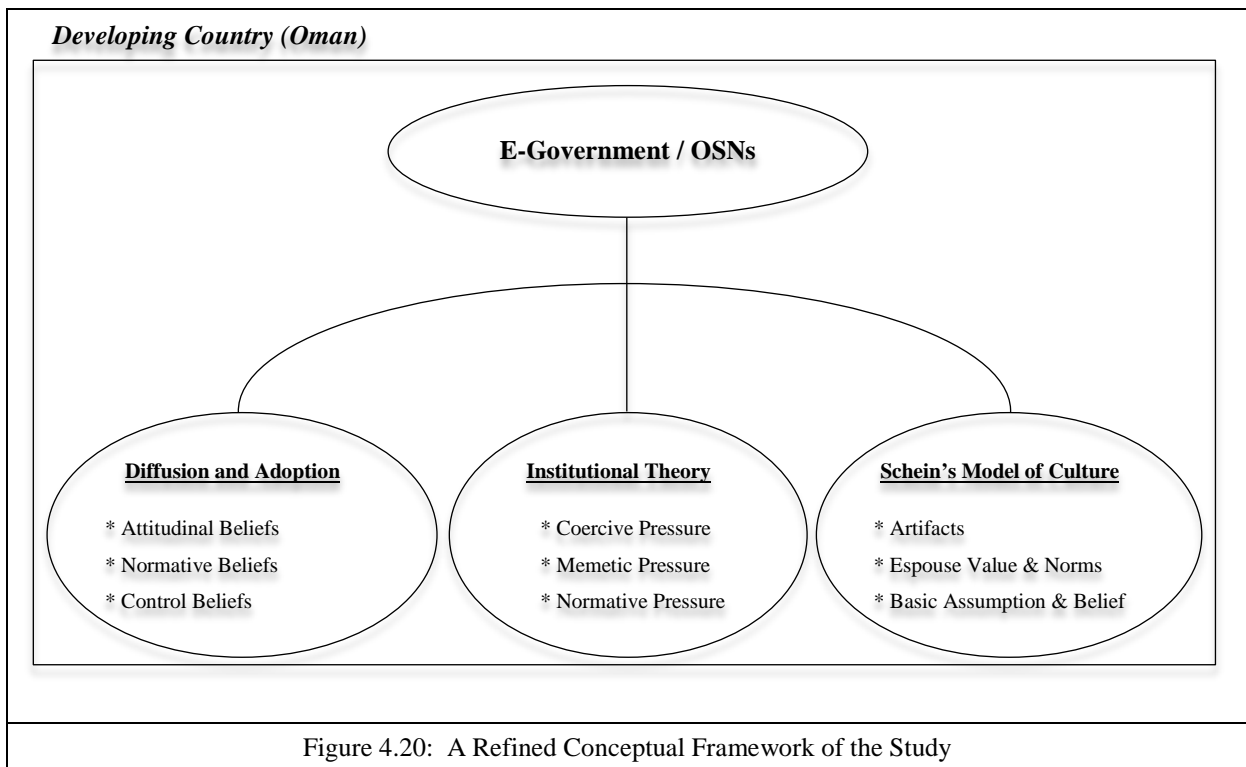 Developing Country (Oman)
E-Government / OSNs
Diffusion and Adoption
* Attitudinal Beliefs
* Normative Beliefs
* Control Beliefs
Institutional Theory
* Coercive Pressure
* Memetic Pressure
* Normative Pressure
Schein's Model of Culture
* Artifacts
* Espouse Value & Norms
* Basic Assumption & Belief
Figure 4.20: A Refined Conceptual Framework of the Study